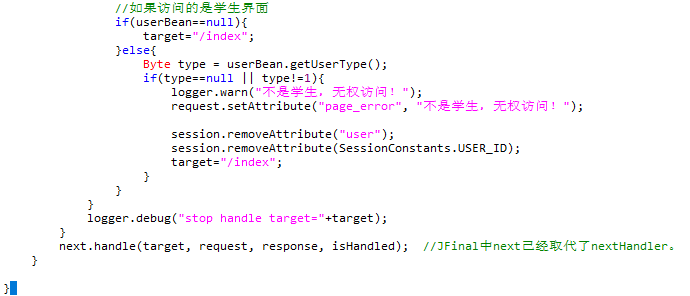 //如果访问的是学生界面
if(userBean==null){
target="/index";
}else{
Byte type = userBean.getUserType();
if(type==null || type!=1){
logger.warn("不是学生，无权访问！");
request.setAttribute("page_error", "不是学生，无权访问！");
session.removeAttribute("user");
session.removeAttribute(SessionConstants.USER_ID);
target="/index";
}
}
}
logger.debug("stop handle target="+target);
}
next.handle(target, request, response, isHandled);  //JFinal中next已经取代了nextHandler。
}
}